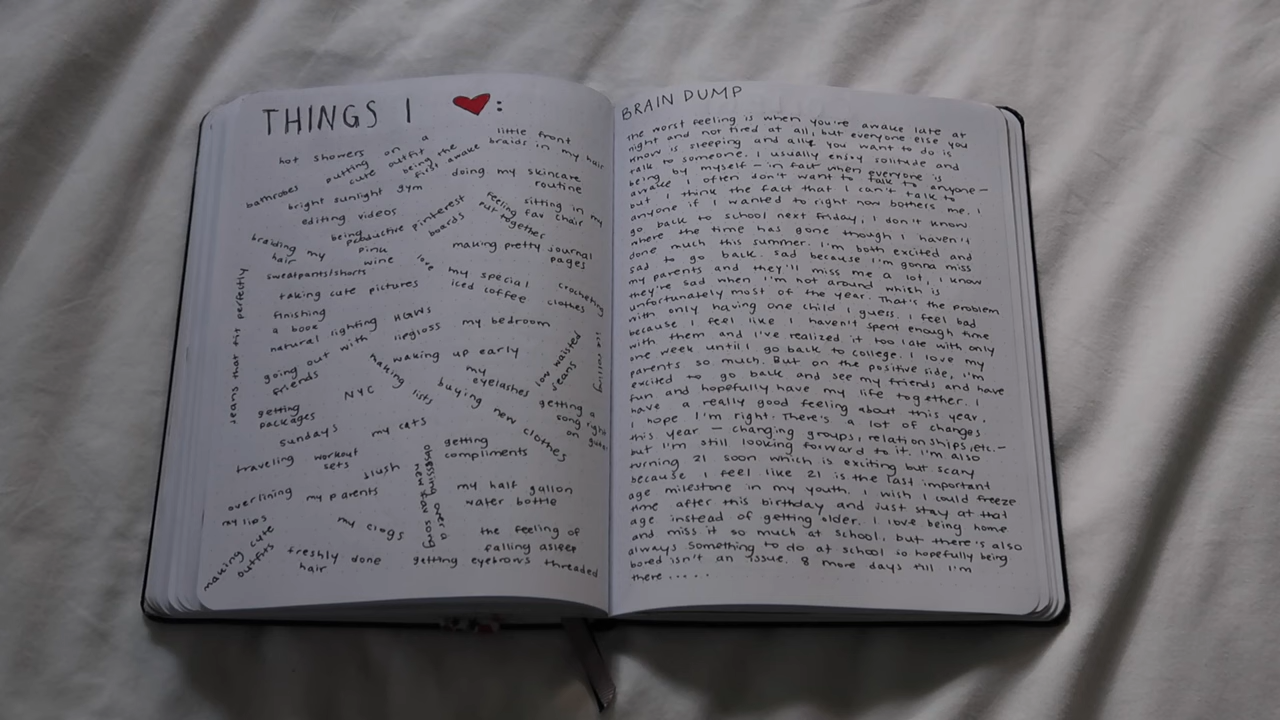 THINGS I ❤:
hot showers
putting on a
cute outfit
being the
first awake
little front
braids in my hair
bathrobes
bright sunlight
gym
doing my skincare
routine
editing videos
being
productive
pinterest
boards
feeling
put together
sitting in my
fav chair
braiding my
hair
pink
wine
making pretty journal
pages
sweatpants/shorts
love
my special
iced coffee
crocheting
clothes
taking cute pictures
finishing
a book
jeans that fit perfectly
natural lighting
HGWs
lipgloss
my bedroom
going out with
friends
making
lists
waking up early
my
eyelashes
low waisted
jeans
getting
packages
NYC
buying new
clothes
getting a
song right
on
sundays
my cats
traveling
workout
sets
blush
getting
compliments
obsessing over a
new fav song
overlining
my lips
my parents
my half gallon
water bottle
my clogs
the feeling of
falling asleep
making cute
outfits
freshly done
hair
getting eyebrows threaded
BRAIN DUMP
The worst feeling is when you're awake late at
night and not tired at all, but everyone else you
know is sleeping and all you want to do is
talk to someone. I usually enjoy solitude and
being by myself - in fact when everyone is
awake I often don't want to talk to anyone-
but I think the fact that I can't talk to
anyone if I wanted to right now bothers me. I
go back to school next friday, I don't know
where the time has gone though I haven't
done much this summer. I'm both excited and
sad to go back. Sad because I'm gonna miss
my parents and they'll miss me a lot. I know
they're sad when I'm not around which is
unfortunately most of the year. That's the problem
with only having one child I guess. I feel bad
because I feel like I haven't spent enough time
with them and I've realized it too late with only
one week until I go back to college. I love my
parents so much. But on the positive side, I'm
excited to go back and see my friends and have
fun and hopefully have my life together. I
have a really good feeling about this year,
I hope I'm right. There's a lot of changes
this year - changing groups, relationships, etc.-
but I'm still looking forward to it. I'm also
turning 21 soon which is exciting but scary
because I feel like 21 is the last important
age milestone in my youth. I wish I could freeze
time after this birthday and just stay at that
age instead of getting older. I love being home
and miss it so much at school, but there's also
always something to do at school so hopefully being
bored isn't an issue. 8 more days till I'm
there.....